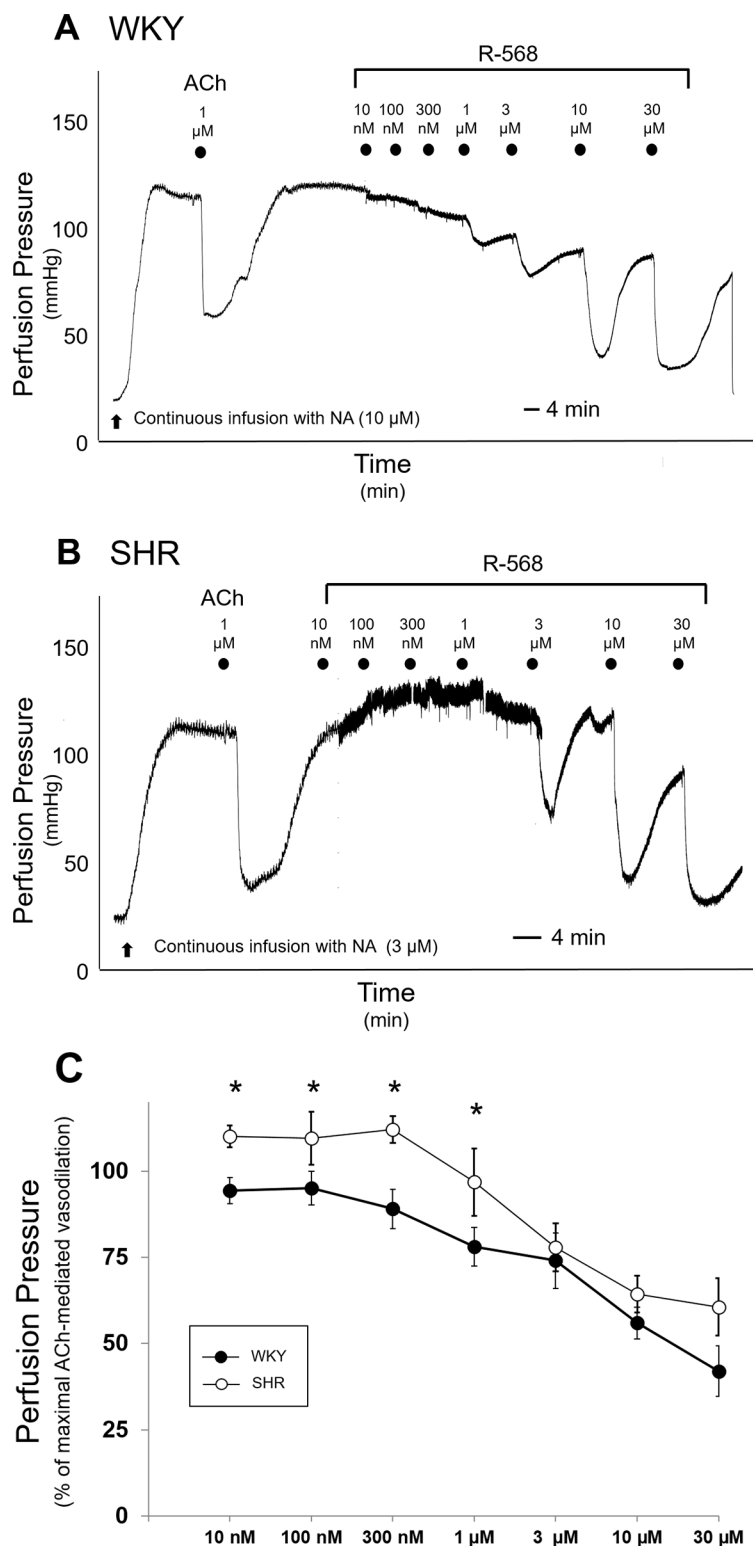 A WKY
R-568
ACh
1 μM
10 nM
100 nM
300 nM
1 μM
3 μM
10 μM
30 μM
150
100
50
0
Perfusion Pressure
(mmHg)
Continuous infusion with NA (10 μM)
4 min
Time
(min)
B SHR
R-568
ACh
1 μM
10 nM
100 nM
300 nM
1 μM
3 μM
10 μM
30 μM
150
100
50
0
Perfusion Pressure
(mmHg)
Continuous infusion with NA (3 μM)
4 min
Time
(min)
C
* * * *
Perfusion Pressure
(% of maximal ACh-mediated vasodilation)
100
75
50
25
0
WKY
SHR
10 nM 100 nM 300 nM 1 μM 3 μM 10 μM 30 μM